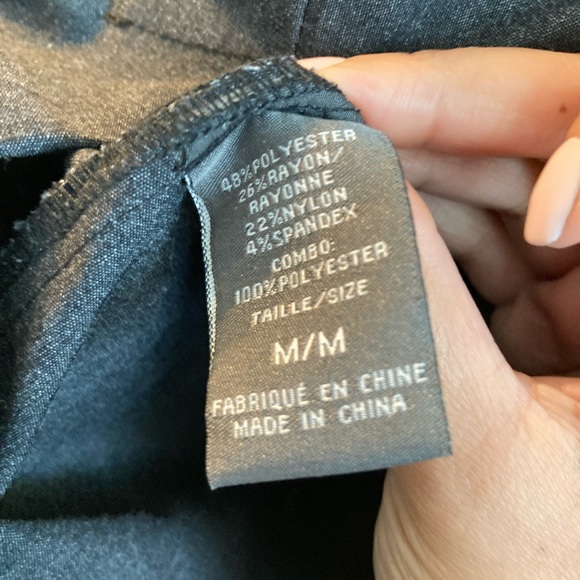 48%POLYESTER
26%RAYON/
RAYONNE
22%NYLON
4%SPANDEX
COMBO:
100%POLYESTER
TAILLE/SIZE
M/M
FABRIQUÉ EN CHINE
MADE IN CHINA